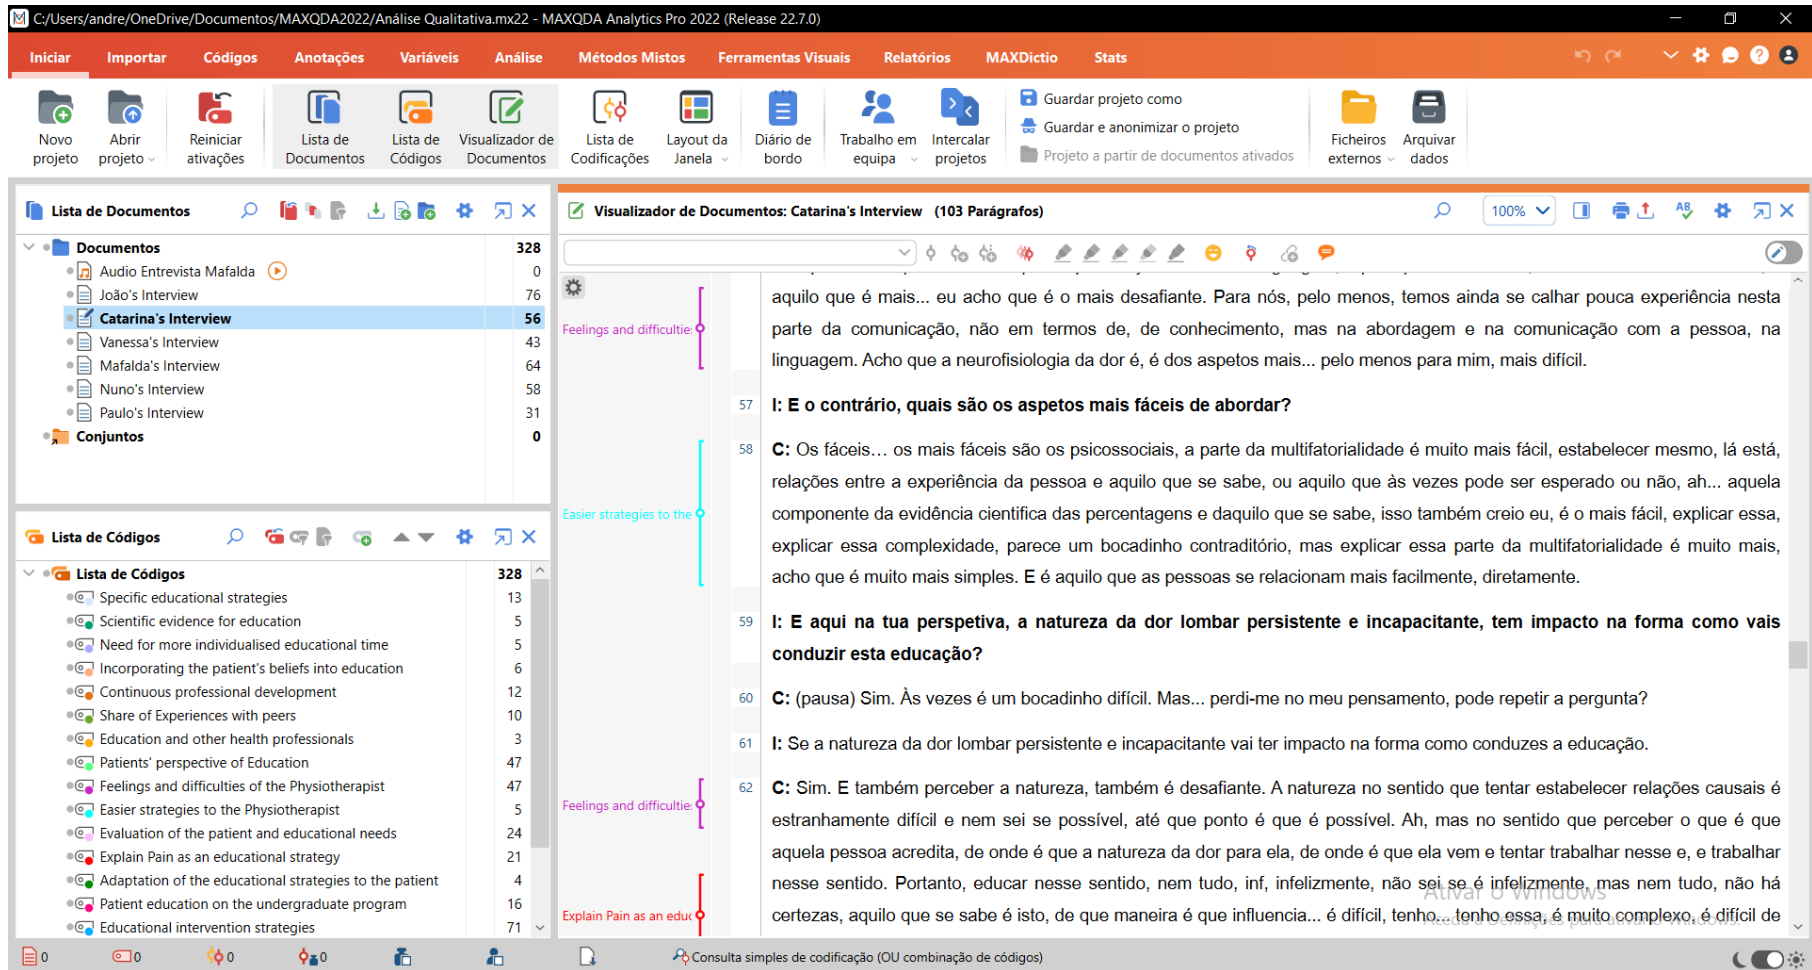 C:/Users/andre/OneDrive/Documentos/MAXQDA2022/Análise Qualitativa.mx22 - MAXQDA Analytics Pro 2022 (Release 22.7.0)
Iniciar Importar Códigos Anotações Variáveis Análise Métodos Mistos Ferramentas Visuais Relatórios MAXDictio Stats
Novo projeto
Abrir projeto
Reiniciar ativações
Lista de Documentos
Lista de Códigos
Visualizador de Documentos
Lista de Codificações
Layout da Janela
Diário de bordo
Trabalho em equipa
Intercalar projetos
Guardar projeto como
Guardar e anonimizar o projeto
Projeto a partir de documentos ativados
Ficheiros externos
Arquivar dados
Lista de Documentos
Documentos 328
Audio Entrevista Mafalda 0
João's Interview 76
Catarina's Interview 56
Vanessa's Interview 43
Mafalda's Interview 64
Nuno's Interview 58
Paulo's Interview 31
Conjuntos 0
Lista de Códigos
Lista de Códigos 328
Specific educational strategies 13
Scientific evidence for education 5
Need for more individualised educational time 5
Incorporating the patient's beliefs into education 6
Continuous professional development 12
Share of Experiences with peers 10
Education and other health professionals 3
Patients' perspective of Education 47
Feelings and difficulties of the Physiotherapist 47
Easier strategies to the Physiotherapist 5
Evaluation of the patient and educational needs 24
Explain Pain as an educational strategy 21
Adaptation of the educational strategies to the patient 4
Patient education on the undergraduate program 16
Educational intervention strategies 71
Visualizador de Documentos: Catarina's Interview (103 Parágrafos)
100%
AB
aquilo que é mais... eu acho que é o mais desafiante. Para nós, pelo menos, temos ainda se calhar pouca experiência nesta
Feelings and difficultie:
parte da comunicação, não em termos de, de conhecimento, mas na abordagem e na comunicação com a pessoa, na
linguagem. Acho que a neurofisiologia da dor é, é dos aspetos mais... pelo menos para mim, mais difícil.
57 I: E o contrário, quais são os aspetos mais fáceis de abordar?
58 C: Os fáceis… os mais fáceis são os psicossociais, a parte da multifatorialidade é muito mais fácil, estabelecer mesmo, lá está,
relações entre a experiência da pessoa e aquilo que se sabe, ou aquilo que às vezes pode ser esperado ou não, ah... aquela
Easier strategies to the
componente da evidência cientifica das percentagens e daquilo que se sabe, isso também creio eu, é o mais fácil, explicar essa,
explicar essa complexidade, parece um bocadinho contraditório, mas explicar essa parte da multifatorialidade é muito mais,
acho que é muito mais simples. E é aquilo que as pessoas se relacionam mais facilmente, diretamente.
59 I: E aqui na tua perspetiva, a natureza da dor lombar persistente e incapacitante, tem impacto na forma como vais
conduzir esta educação?
60 C: (pausa) Sim. Às vezes é um bocadinho difícil. Mas... perdi-me no meu pensamento, pode repetir a pergunta?
61 I: Se a natureza da dor lombar persistente e incapacitante vai ter impacto na forma como conduzes a educação.
62 C: Sim. E também perceber a natureza, também é desafiante. A natureza no sentido que tentar estabelecer relações causais é
Feelings and difficultie:
estranhamente difícil e nem sei se possível, até que ponto é que é possível. Ah, mas no sentido que perceber o que é que
aquela pessoa acredita, de onde é que a natureza da dor para ela, de onde é que ela vem e tentar trabalhar nesse e, e trabalhar
nesse sentido. Portanto, educar nesse sentido, nem tudo, inf, infelizmente, não sei se é infelizmente, mas nem tudo, não há
Ativar o Windows
Explain Pain as an educ
certezas, aquilo que se sabe é isto, de que maneira é que influencia... é difícil, tenho... tenho essa, é muito complexo, é difícil de
Aceda a Definições para ativar o Windows.
0 0 0 0
Consulta simples de codificação (OU combinação de códigos)